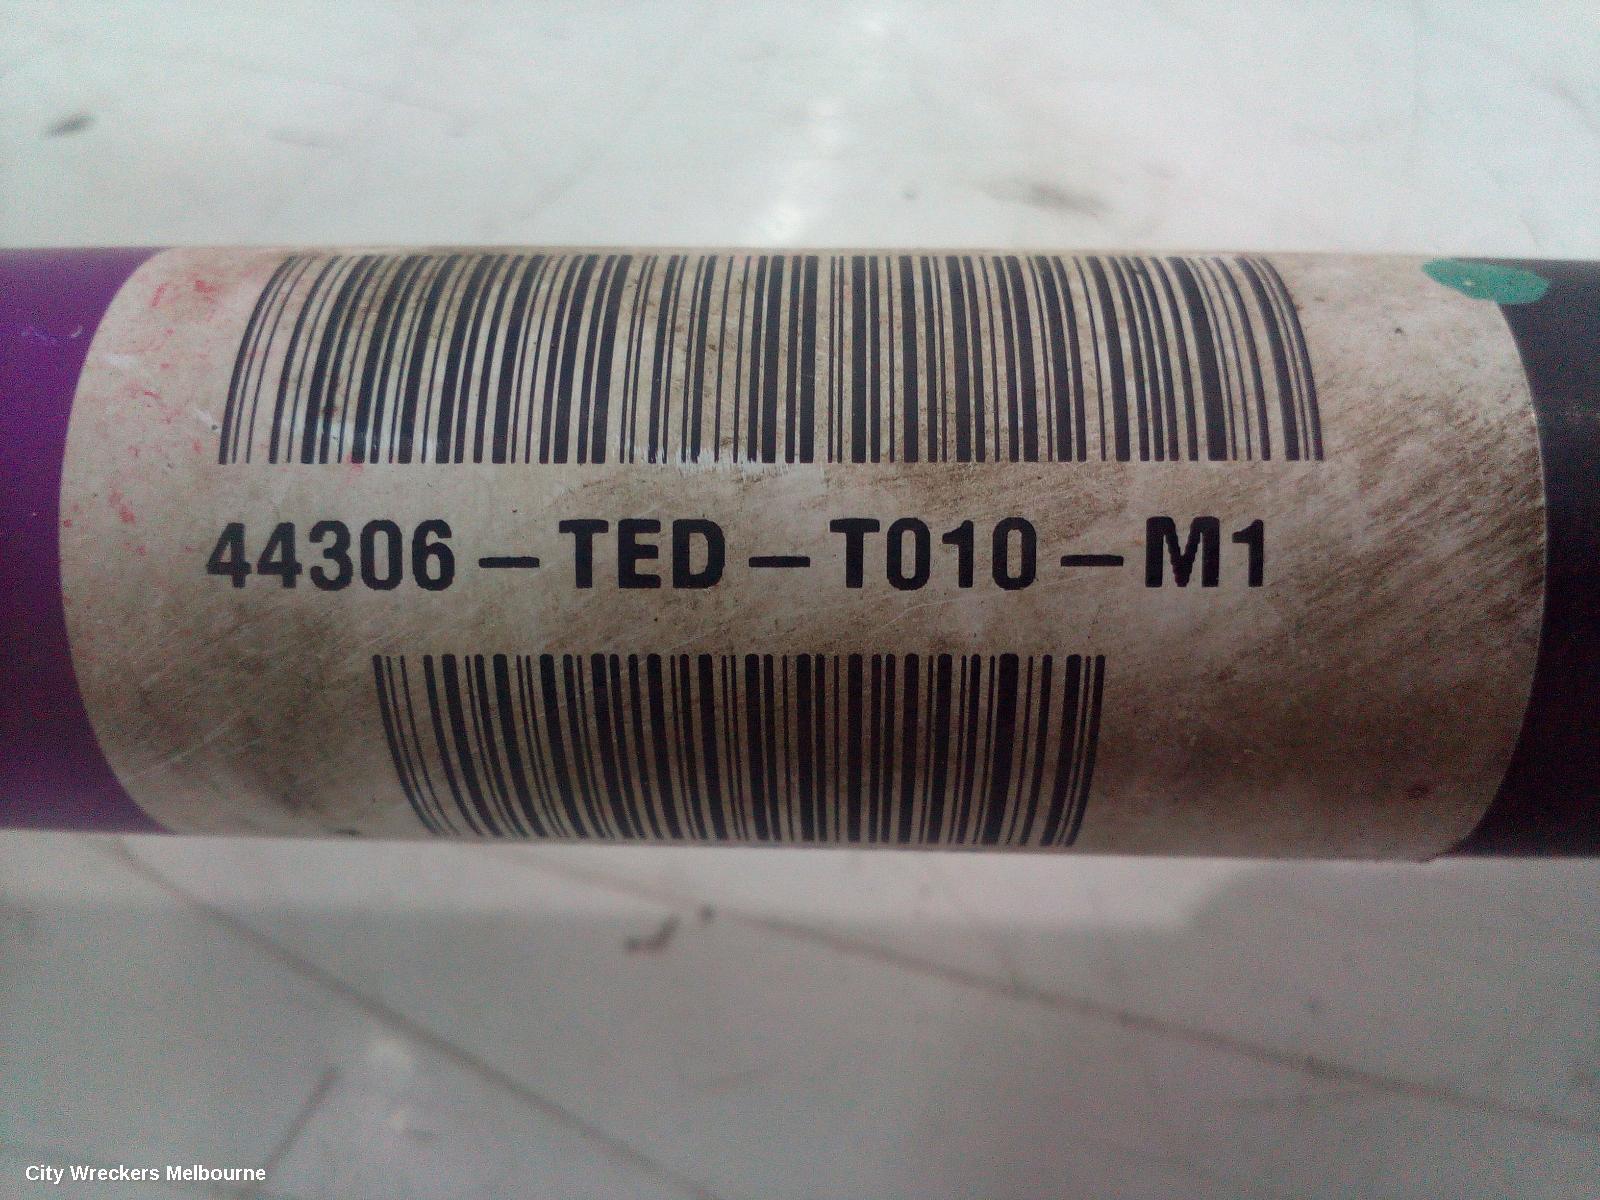 44306-TED-T010-M1
City Wreckers Melbourne